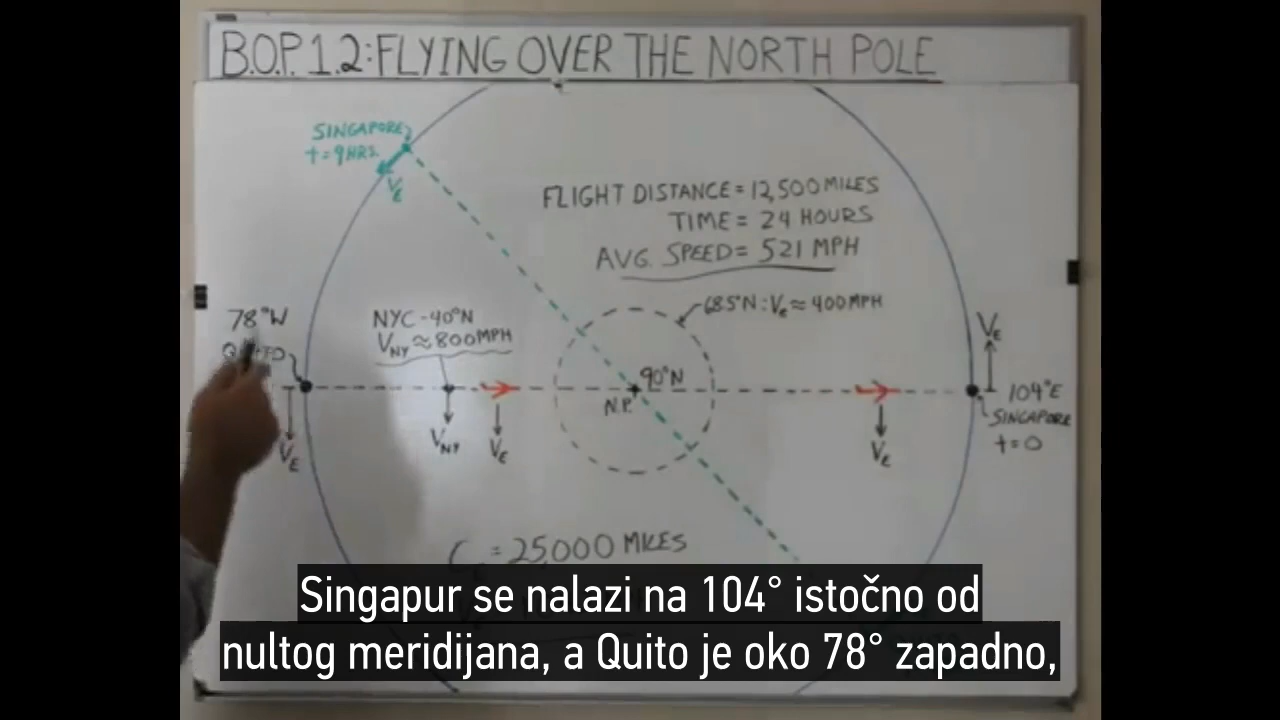 B.O.P. 1.2: FLYING OVER THE NORTH POLE
SINGAPORE
t = 9 HRS.
V_E
FLIGHT DISTANCE = 12,500 MILES
TIME = 24 HOURS
AVG. SPEED = 521 MPH
68.5°N : V_E ≈ 400 MPH
78°W
NYC - 40°N
V_NY ≈ 800 MPH
V_E
90°N
N.P.
104°E
SINGAPORE
t = 0
V_E
V_NY
V_E
V_E
= 25,000 MILES
Singapur se nalazi na 104° istočno od
nultog meridijana, a Quito je oko 78° zapadno,